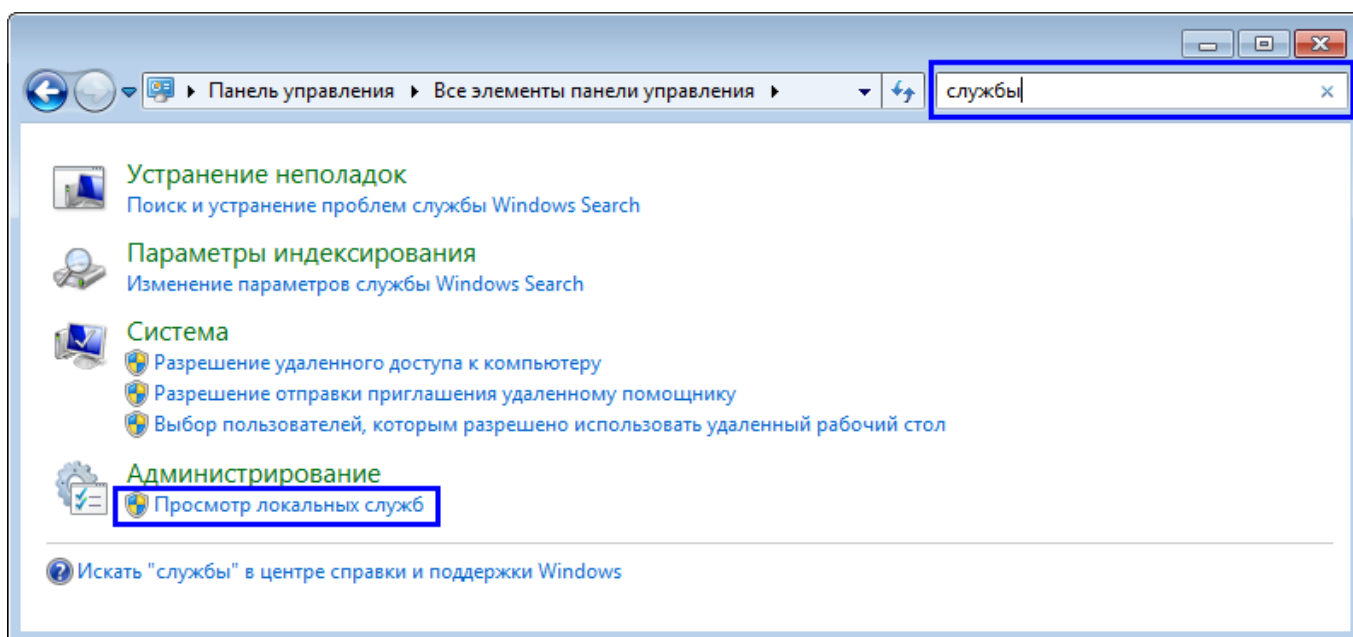 Панель управления ▸ Все элементы панели управления ▸
службы
Устранение неполадок
Поиск и устранение проблем службы Windows Search
Параметры индексирования
Изменение параметров службы Windows Search
Система
Разрешение удаленного доступа к компьютеру
Разрешение отправки приглашения удаленному помощнику
Выбор пользователей, которым разрешено использовать удаленный рабочий стол
Администрирование
Просмотр локальных служб
Искать "службы" в центре справки и поддержки Windows